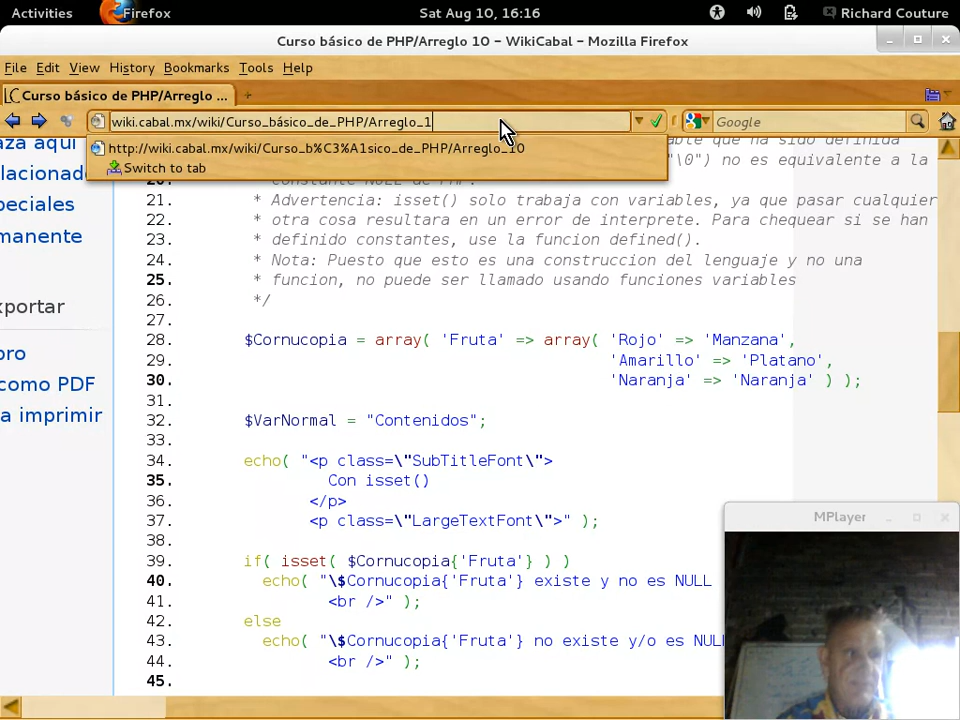 Activities Firefox Sat Aug 10, 16:16 Richard Couture
Curso básico de PHP/Arreglo 10 - WikiCabal - Mozilla Firefox
File Edit View History Bookmarks Tools Help
Curso básico de PHP/Arreglo ...
wiki.cabal.mx/wiki/Curso_básico_de_PHP/Arreglo_1 Google
http://wiki.cabal.mx/wiki/Curso_b%C3%A1sico_de_PHP/Arreglo_10
Switch to tab
aza aquí que ha sido definida
"\0") no es equivalente a la
constante NULL de PHP.
21. * Advertencia: isset() solo trabaja con variables, ya que pasar cualquier
22. * otra cosa resultara en un error de interprete. Para chequear si se han
23. * definido constantes, use la funcion defined().
24. * Nota: Puesto que esto es una construccion del lenguaje y no una
25. * funcion, no puede ser llamado usando funciones variables
26. */
27.
28. $Cornucopia = array( 'Fruta' => array( 'Rojo' => 'Manzana',
29. 'Amarillo' => 'Platano',
30. 'Naranja' => 'Naranja' ) );
31.
32. $VarNormal = "Contenidos";
33.
34. echo( "<p class=\"SubTitleFont\">
35. Con isset()
36. </p>
37. <p class=\"LargeTextFont\">" );
38.
39. if( isset( $Cornucopia{'Fruta'} ) )
40. echo( "\$Cornucopia{'Fruta'} existe y no es NULL
41. <br />" );
42. else
43. echo( "\$Cornucopia{'Fruta'} no existe y/o es NULL
44. <br />" );
45.
relacionad
peciales
manente
xportar
bro
como PDF
a imprimir
MPlayer